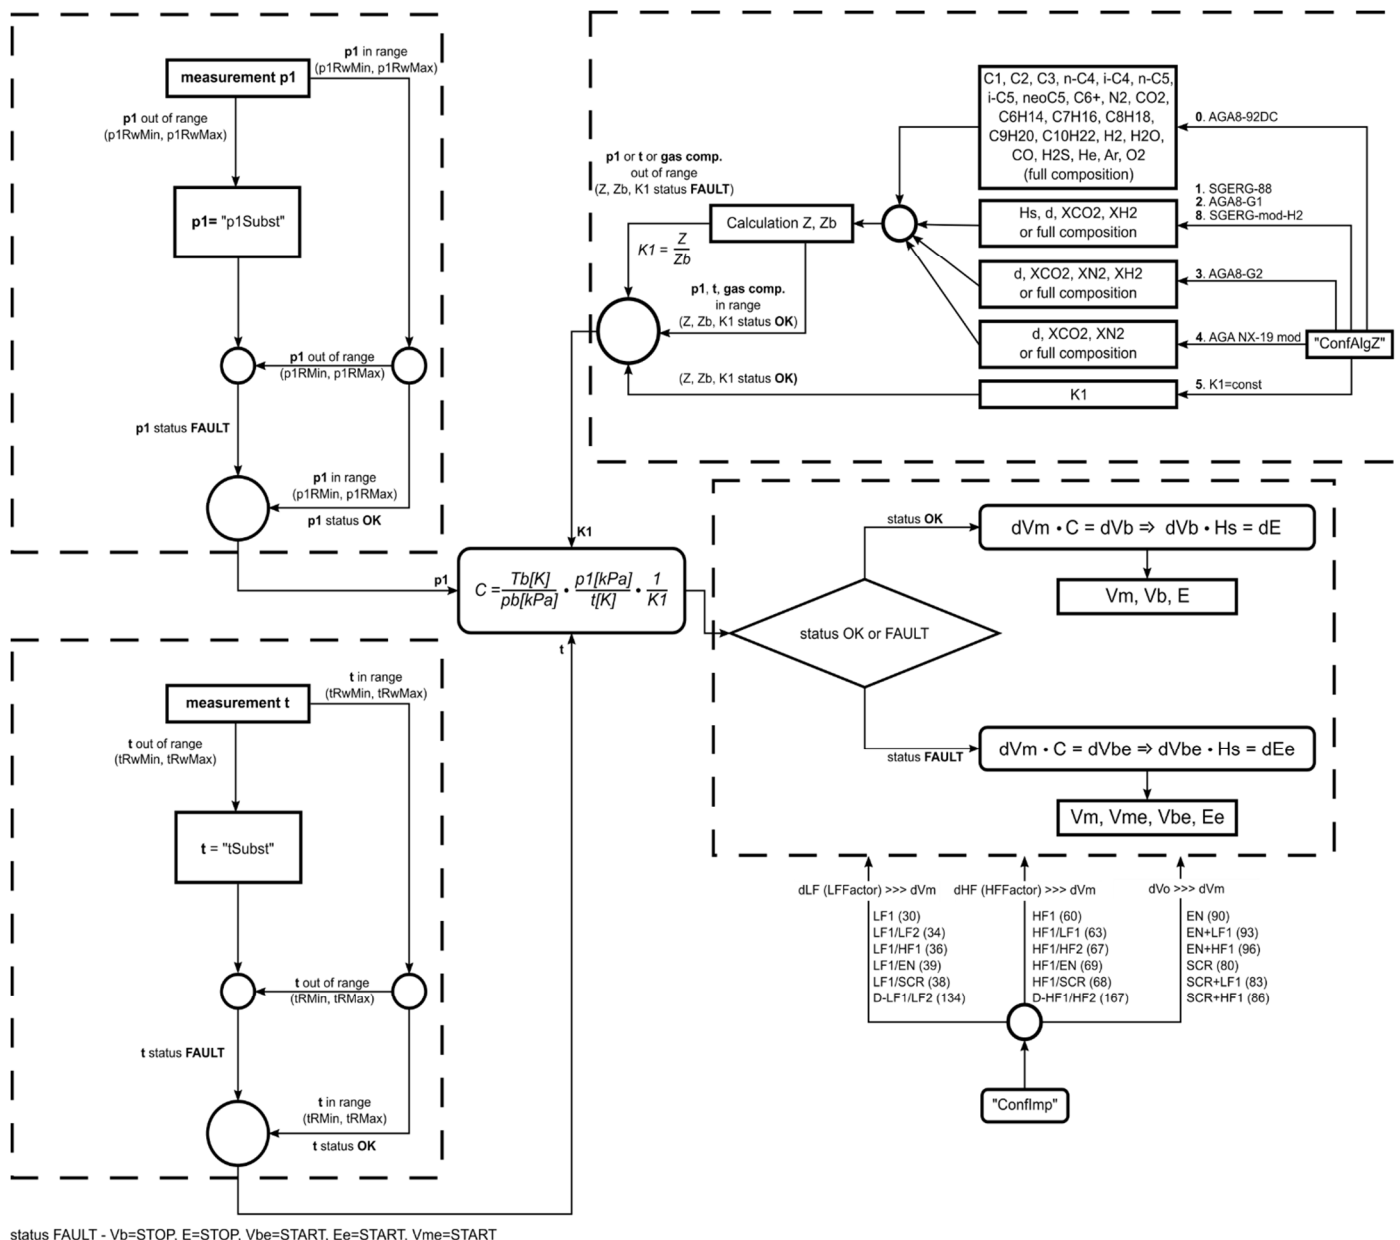 measurement p1
p1 in range
(p1RwMin, p1RwMax)
p1 out of range
(p1RwMin, p1RwMax)
p1= "p1Subst"
p1 out of range
(p1RMin, p1RMax)
p1 status FAULT
p1 in range
(p1RMin, p1RMax)
p1 status OK
p1
C1, C2, C3, n-C4, i-C4, n-C5,
i-C5, neoC5, C6+, N2, CO2,
C6H14, C7H16, C8H18,
C9H20, C10H22, H2, H2O,
CO, H2S, He, Ar, O2
(full composition)
0. AGA8-92DC
p1 or t or gas comp.
out of range
(Z, Zb, K1 status FAULT)
1. SGERG-88
2. AGA8-G1
8. SGERG-mod-H2
Calculation Z, Zb
Hs, d, XCO2, XH2
or full composition
K1 = Z
Zb
3. AGA8-G2
d, XCO2, XN2, XH2
or full composition
p1, t, gas comp.
in range
(Z, Zb, K1 status OK)
4. AGA NX-19 mod
d, XCO2, XN2
or full composition
"ConfAlgZ"
(Z, Zb, K1 status OK)
5. K1=const
K1
K1
C = Tb[K] • p1[kPa] • 1
pb[kPa] t[K] K1
t
status OK
dVm • C = dVb ⇒ dVb • Hs = dE
Vm, Vb, E
status OK or FAULT
status FAULT
dVm • C = dVbe ⇒ dVbe • Hs = dEe
Vm, Vme, Vbe, Ee
measurement t
t in range
(tRwMin, tRwMax)
t out of range
(tRwMin, tRwMax)
t = "tSubst"
t out of range
(tRMin, tRMax)
t status FAULT
t in range
(tRMin, tRMax)
t status OK
dLF (LFFactor) >>> dVm
LF1 (30)
LF1/LF2 (34)
LF1/HF1 (36)
LF1/EN (39)
LF1/SCR (38)
D-LF1/LF2 (134)
dHF (HFFactor) >>> dVm
HF1 (60)
HF1/LF1 (63)
HF1/HF2 (67)
HF1/EN (69)
HF1/SCR (68)
D-HF1/HF2 (167)
dVo >>> dVm
EN (90)
EN+LF1 (93)
EN+HF1 (96)
SCR (80)
SCR+LF1 (83)
SCR+HF1 (86)
"ConfImp"
status FAULT - Vb=STOP, E=STOP, Vbe=START, Ee=START, Vme=START